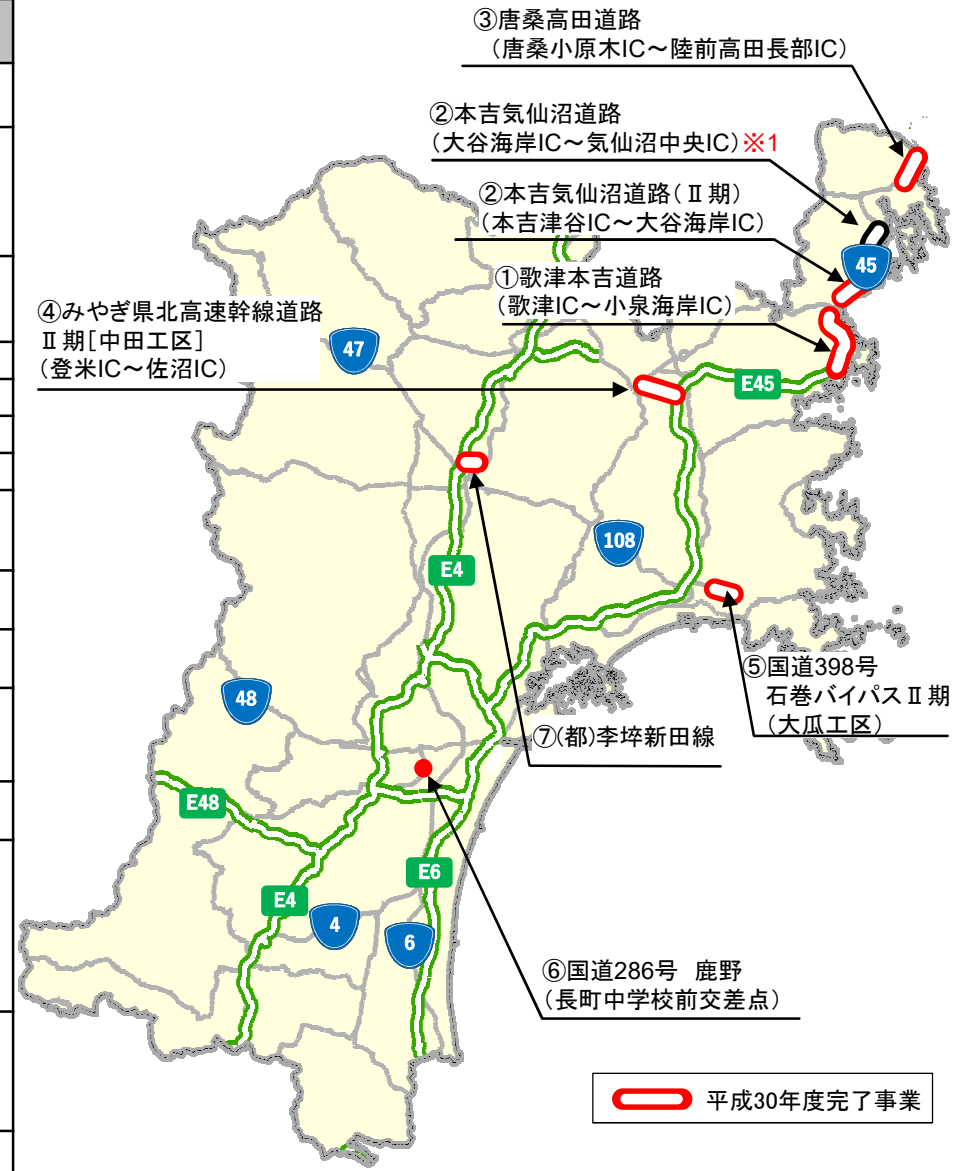 ③唐桑高田道路
（唐桑小原木IC～陸前高田長部IC）
②本吉気仙沼道路
（大谷海岸IC～気仙沼中央IC）※1
②本吉気仙沼道路（Ⅱ期）
（本吉津谷IC～大谷海岸IC）
45
①歌津本吉道路
（歌津IC～小泉海岸IC）
④みやぎ県北高速幹線道路
Ⅱ期［中田工区］
（登米IC～佐沼IC）
47
E45
108
E4
⑤国道398号
石巻バイパスⅡ期
（大瓜工区）
48
⑦(都)李埣新田線
E48
E6
E4
4
6
⑥国道286号 鹿野
（長町中学校前交差点）
平成30年度完了事業